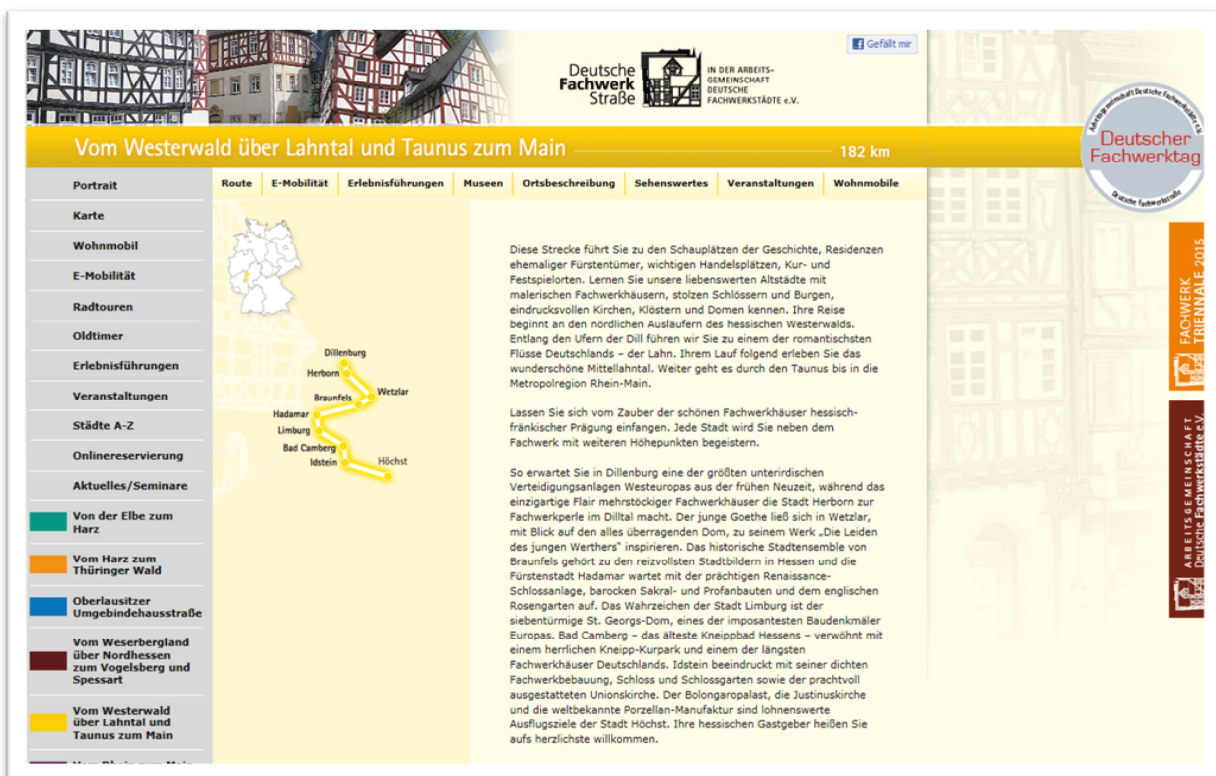 Gefällt mir
Deutsche
Fachwerk
Straße
IN DER ARBEITS-
GEMEINSCHAFT
DEUTSCHE
FACHWERKSTÄDTE e.V.
Arbeitsgemeinschaft Deutsche Fachwerkstädte e.V.
Deutscher
Fachwerktag
Deutsche Fachwerkstraße
Vom Westerwald über Lahntal und Taunus zum Main
182 km
Route
E-Mobilität
Erlebnisführungen
Museen
Ortsbeschreibung
Sehenswertes
Veranstaltungen
Wohnmobile
Portrait
Karte
Wohnmobil
E-Mobilität
Radtouren
Oldtimer
Erlebnisführungen
Veranstaltungen
Städte A-Z
Onlinereservierung
Aktuelles/Seminare
Von der Elbe zum
Harz
Vom Harz zum
Thüringer Wald
Oberlausitzer
Umgebindehausstraße
Vom Weserbergland
über Nordhessen
zum Vogelsberg und
Spessart
Vom Westerwald
über Lahntal und
Taunus zum Main
Vom Rhein zum Main
Dillenburg
Herborn
Wetzlar
Braunfels
Hadamar
Limburg
Bad Camberg
Idstein
Höchst
Diese Strecke führt Sie zu den Schauplätzen der Geschichte, Residenzen
ehemaliger Fürstentümer, wichtigen Handelsplätzen, Kur- und
Festspielorten. Lernen Sie unsere liebenswerten Altstädte mit
malerischen Fachwerkhäusern, stolzen Schlössern und Burgen,
eindrucksvollen Kirchen, Klöstern und Domen kennen. Ihre Reise
beginnt an den nördlichen Ausläufern des hessischen Westerwalds.
Entlang den Ufern der Dill führen wir Sie zu einem der romantischsten
Flüsse Deutschlands – der Lahn. Ihrem Lauf folgend erleben Sie das
wunderschöne Mittellahntal. Weiter geht es durch den Taunus bis in die
Metropolregion Rhein-Main.
Lassen Sie sich vom Zauber der schönen Fachwerkhäuser hessisch-
fränkischer Prägung einfangen. Jede Stadt wird Sie neben dem
Fachwerk mit weiteren Höhepunkten begeistern.
So erwartet Sie in Dillenburg eine der größten unterirdischen
Verteidigungsanlagen Westeuropas aus der frühen Neuzeit, während das
einzigartige Flair mehrstöckiger Fachwerkhäuser die Stadt Herborn zur
Fachwerkperle im Dilltal macht. Der junge Goethe ließ sich in Wetzlar,
mit Blick auf den alles überragenden Dom, zu seinem Werk „Die Leiden
des jungen Werthers“ inspirieren. Das historische Stadtensemble von
Braunfels gehört zu den reizvollsten Stadtbildern in Hessen und die
Fürstenstadt Hadamar wartet mit der prächtigen Renaissance-
Schlossanlage, barocken Sakral- und Profanbauten und dem englischen
Rosengarten auf. Das Wahrzeichen der Stadt Limburg ist der
siebentürmige St. Georgs-Dom, eines der imposantesten Baudenkmäler
Europas. Bad Camberg – das älteste Kneippbad Hessens – verwöhnt mit
einem herrlichen Kneipp-Kurpark und einem der längsten
Fachwerkhäuser Deutschlands. Idstein beeindruckt mit seiner dichten
Fachwerkbebauung, Schloss und Schlossgarten sowie der prachtvoll
ausgestatteten Unionskirche. Der Bolongaropalast, die Justinuskirche
und die weltbekannte Porzellan-Manufaktur sind lohnenswerte
Ausflugsziele der Stadt Höchst. Ihre hessischen Gastgeber heißen Sie
aufs herzlichste willkommen.
FACHWERK
TRIENNALE 2015
ARBEITSGEMEINSCHAFT
Deutsche Fachwerkstädte e.V.